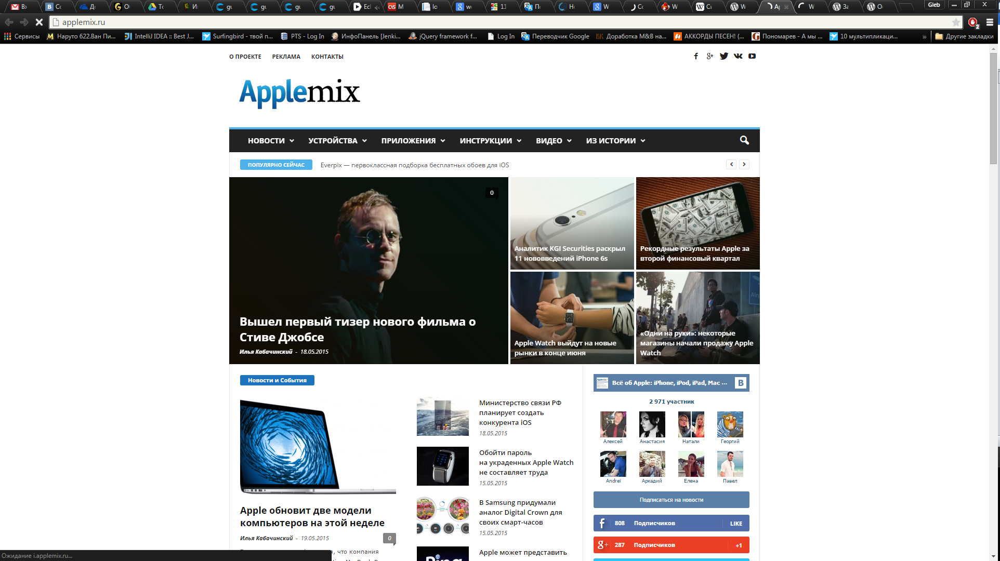 Gleb
applemix.ru
2
Сервисы
Наруто 622.Ван Пи...
IntelliJ IDEA :: Best J...
Surfingbird - твой п...
PTS - Log In
ИнфоПанель [Jenki...
jQuery framework f...
Log In
Переводчик Google
Доработка M&B на...
АККОРДЫ ПЕСЕН! (...
Пономарев - А мы ...
10 мультипликаци...
»
Другие закладки
О ПРОЕКТЕ
РЕКЛАМА
КОНТАКТЫ
Applemix
НОВОСТИ
УСТРОЙСТВА
ПРИЛОЖЕНИЯ
ИНСТРУКЦИИ
ВИДЕО
ИЗ ИСТОРИИ
ПОПУЛЯРНО СЕЙЧАС
Everpix — первоклассная подборка бесплатных обоев для iOS
0
Вышел первый тизер нового фильма о
Стиве Джобсе
Илья Кабачинский - 18.05.2015
Аналитик KGI Securities раскрыл
11 нововведений iPhone 6s
Рекордные результаты Apple за
второй финансовый квартал
Apple Watch выйдут на новые
рынки в конце июня
«Одни на руки»: некоторые
магазины начали продажу Apple
Watch
Новости и События
Apple обновит две модели
компьютеров на этой неделе
Илья Кабачинский - 19.05.2015
0
что компания
Министерство связи РФ
планирует создать
конкурента iOS
18.05.2015
Обойти пароль
на украденных Apple Watch
не составляет труда
15.05.2015
В Samsung придумали
аналог Digital Crown для
своих смарт-часов
15.05.2015
Apple может представить
Всё об Apple: iPhone, iPod, iPad, Mac ...
2 971 участник
Алексей
Анастасия
Натали
Георгий
Andrei
Аркадий
Елена
Павел
Подписаться на новости
808 Подписчиков LIKE
287 Подписчиков +1
Ожидание i.applemix.ru...